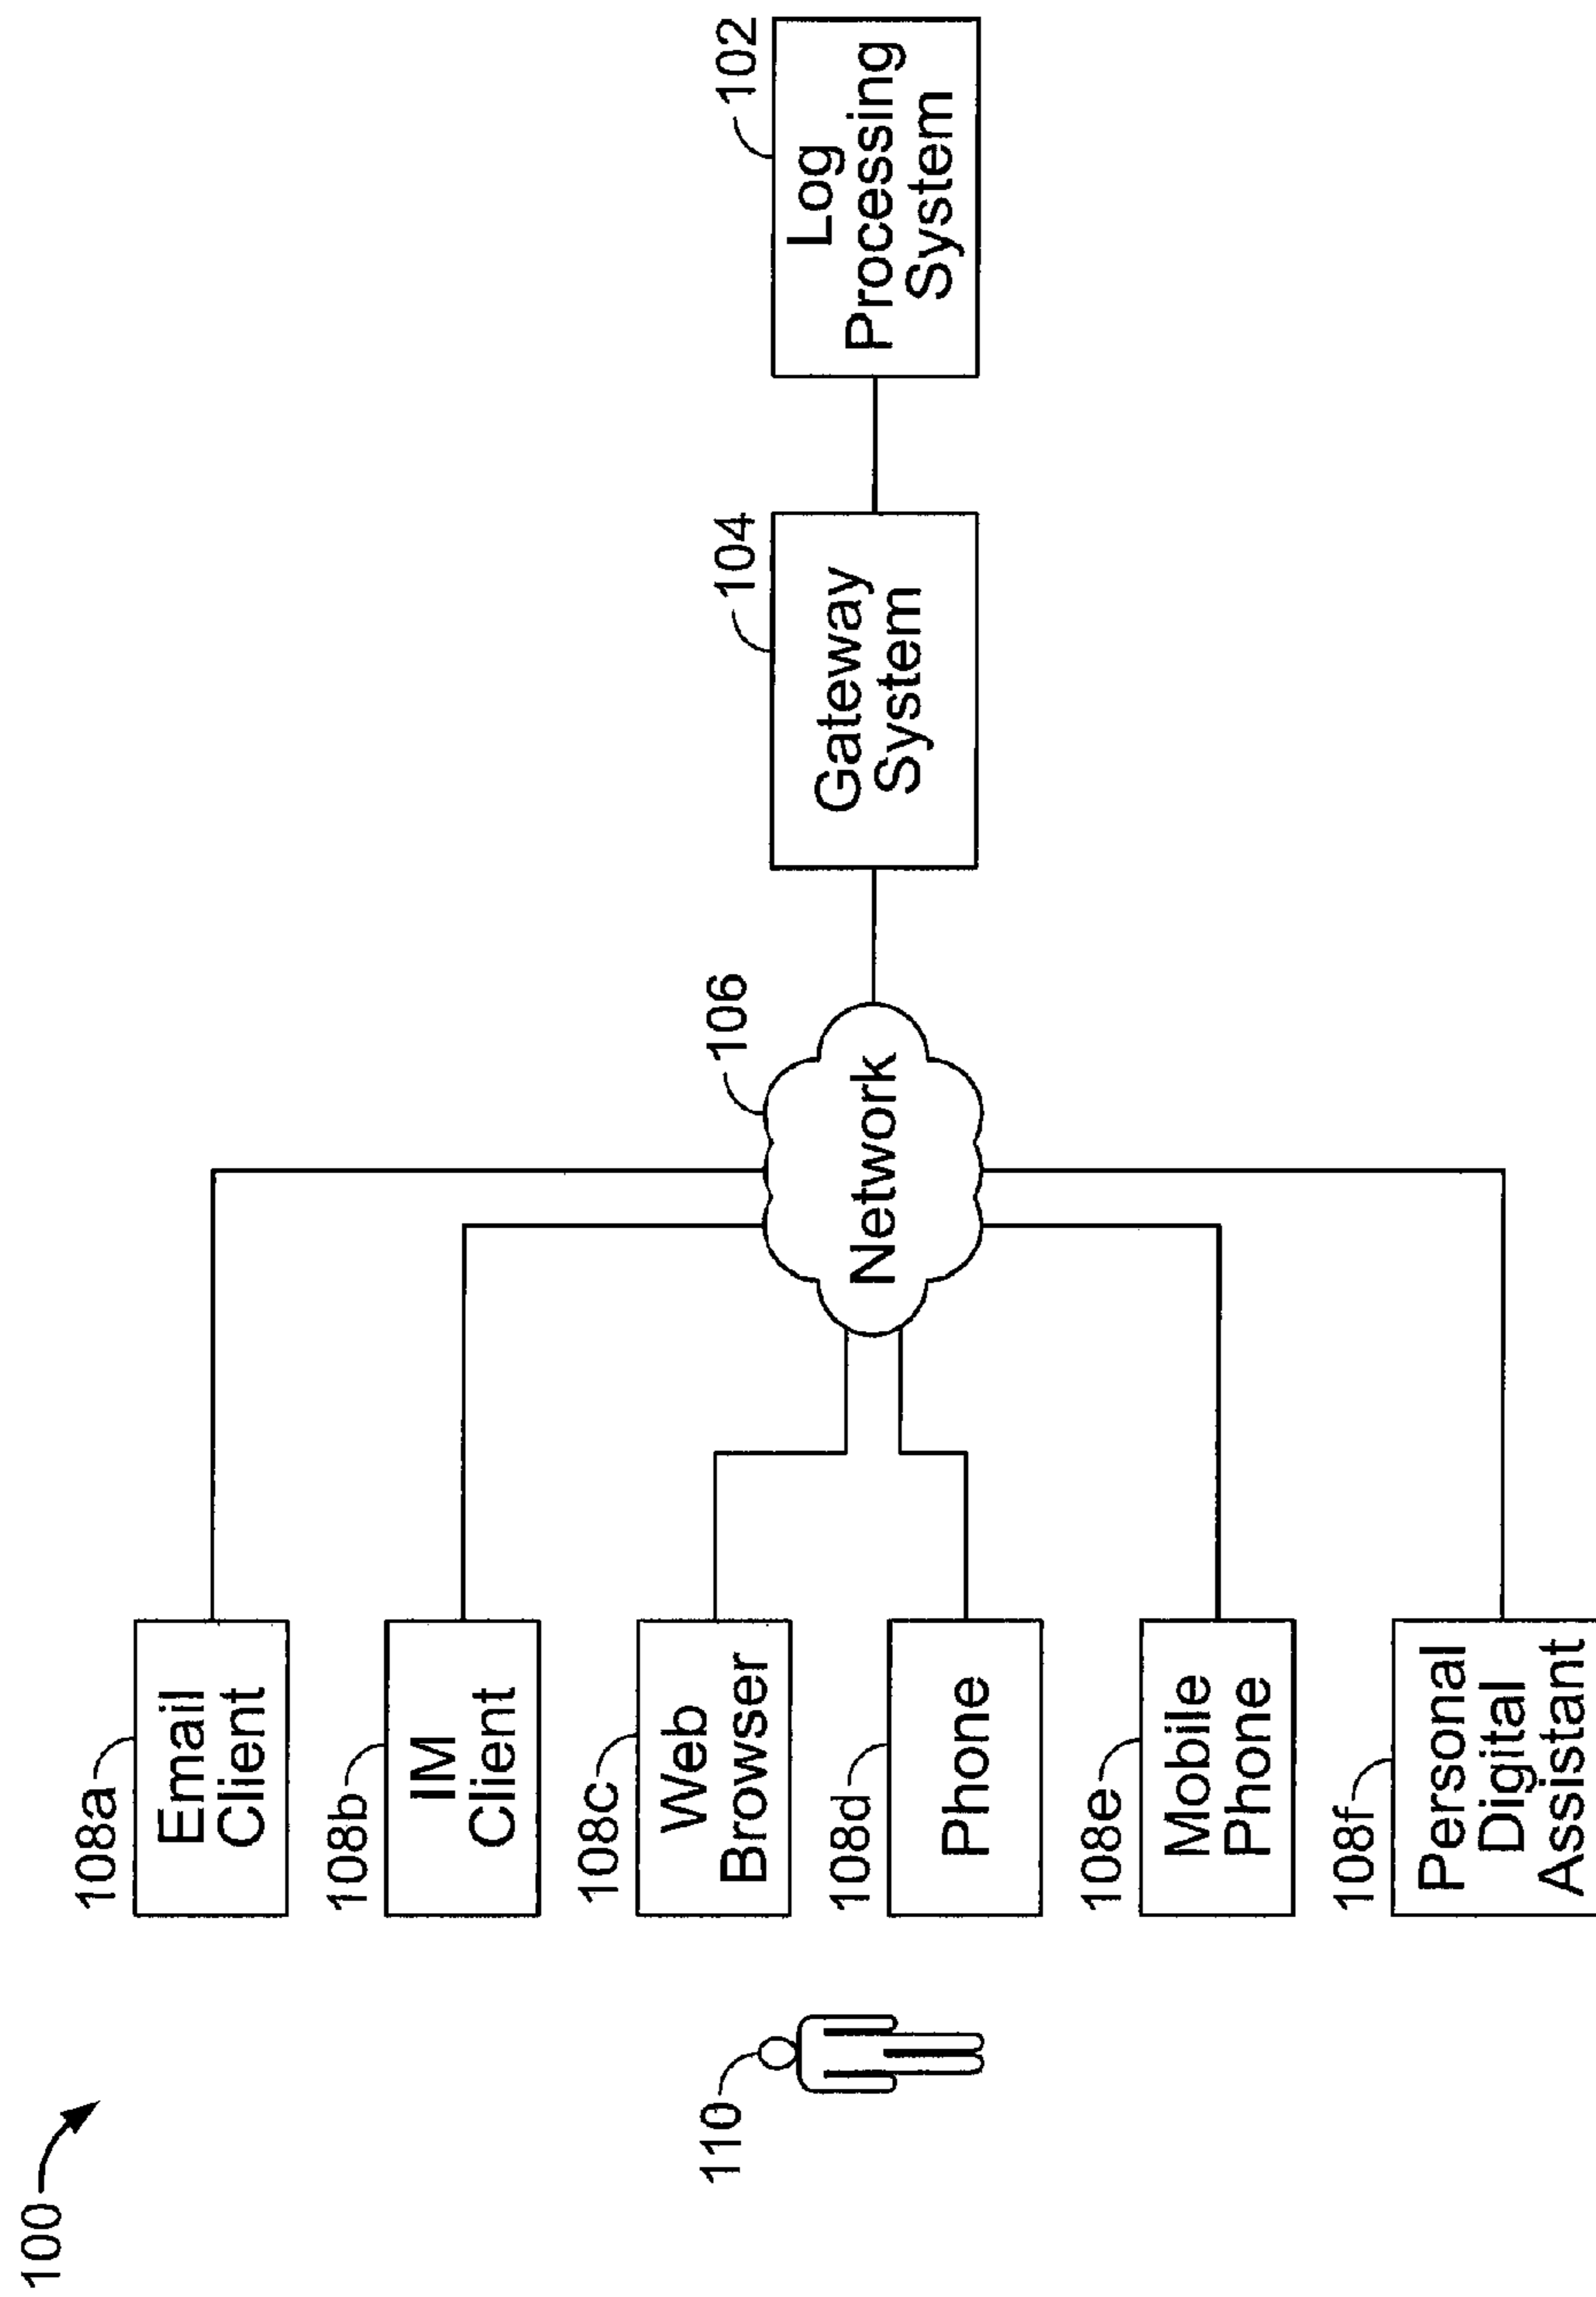 100
110
108a
Email
Client
108b
IM
Client
108c
Web
Browser
108d
Phone
108e
Mobile
Phone
108f
Personal
Digital
Assistant
106
Network
104
Gateway
System
102
Log
Processing
System